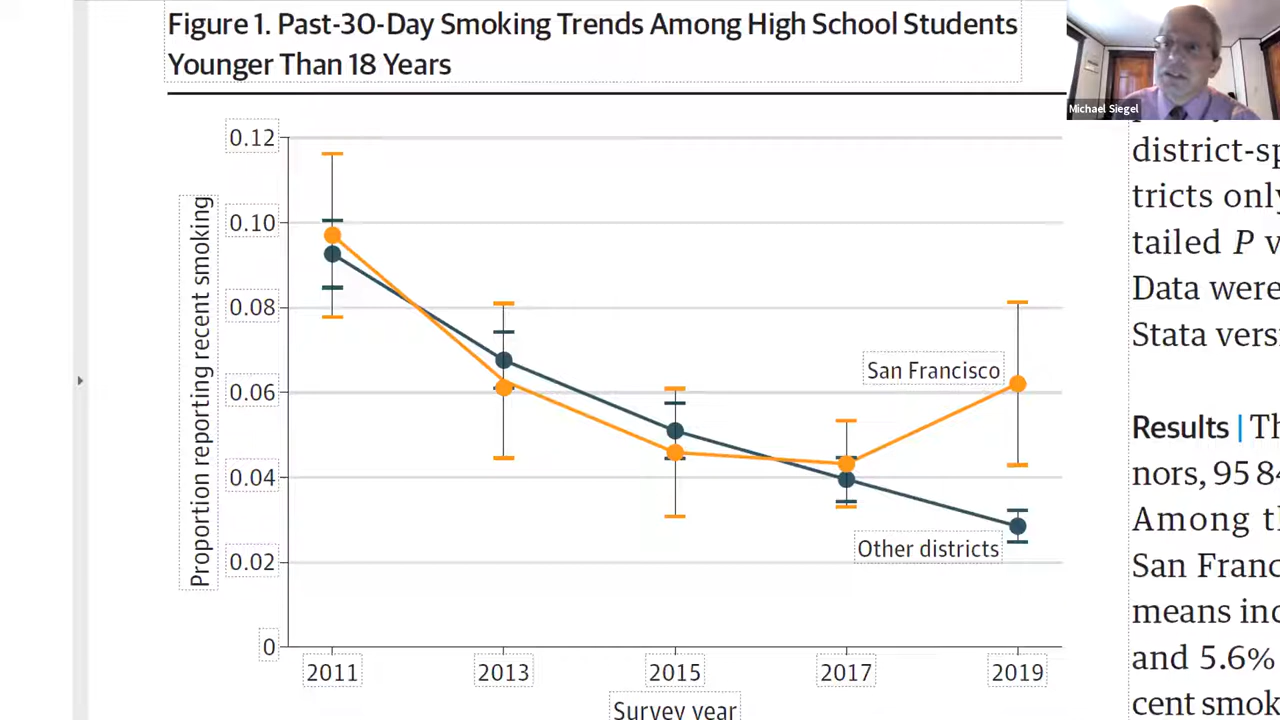 Figure 1. Past-30-Day Smoking Trends Among High School Students
Younger Than 18 Years
Michael Siegel
0.12
0.10
0.08
0.06
0.04
0.02
0
Proportion reporting recent smoking
San Francisco
Other districts
2011 2013 2015 2017 2019
Survey year
district-sp
tricts only
tailed P v
Data were
Stata versi
Results | Th
nors, 95 84
Among th
San Franc
means inc
and 5.6%
cent smok